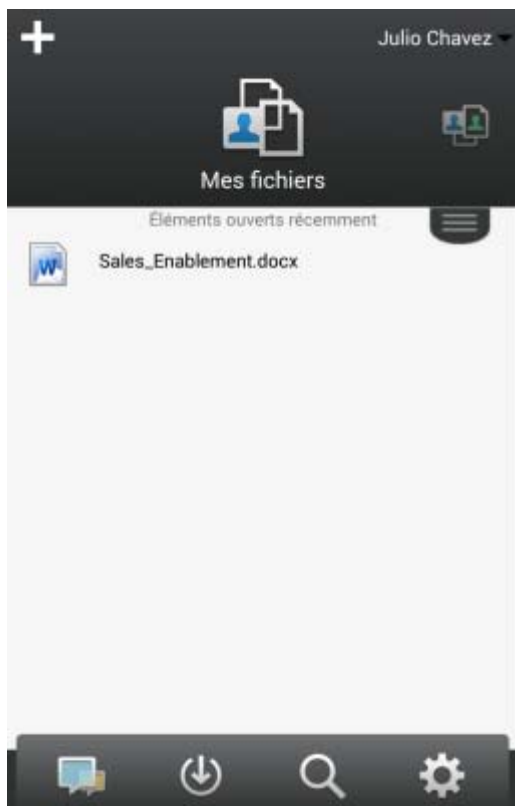 Julio Chavez
Mes fichiers
Éléments ouverts récemment
W
Sales_Enablement.docx